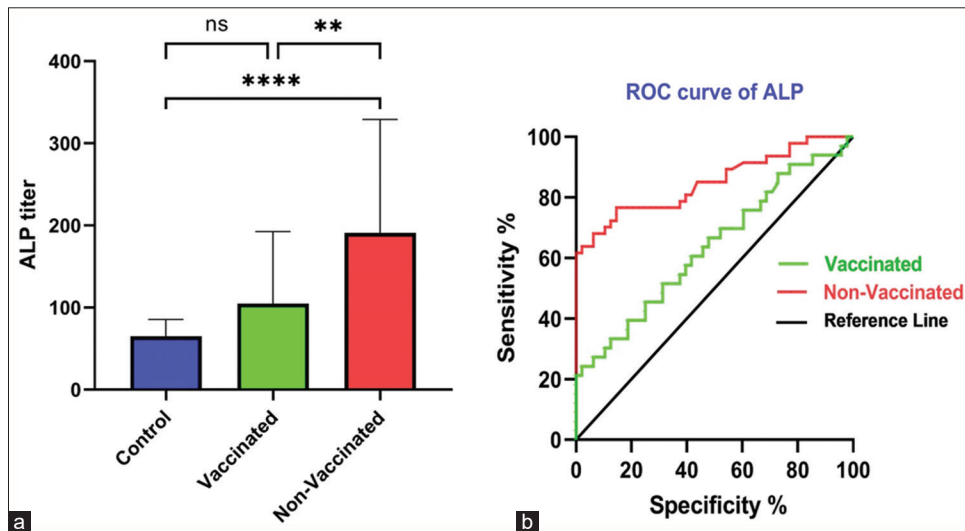 ns
**
****
400
300
200
100
0
ALP titer
Control
Vaccinated
Non-Vaccinated
a
ROC curve of ALP
100
80
60
40
20
0
Sensitivity %
0 20 40 60 80 100
Specificity %
Vaccinated
Non-Vaccinated
Reference Line
b